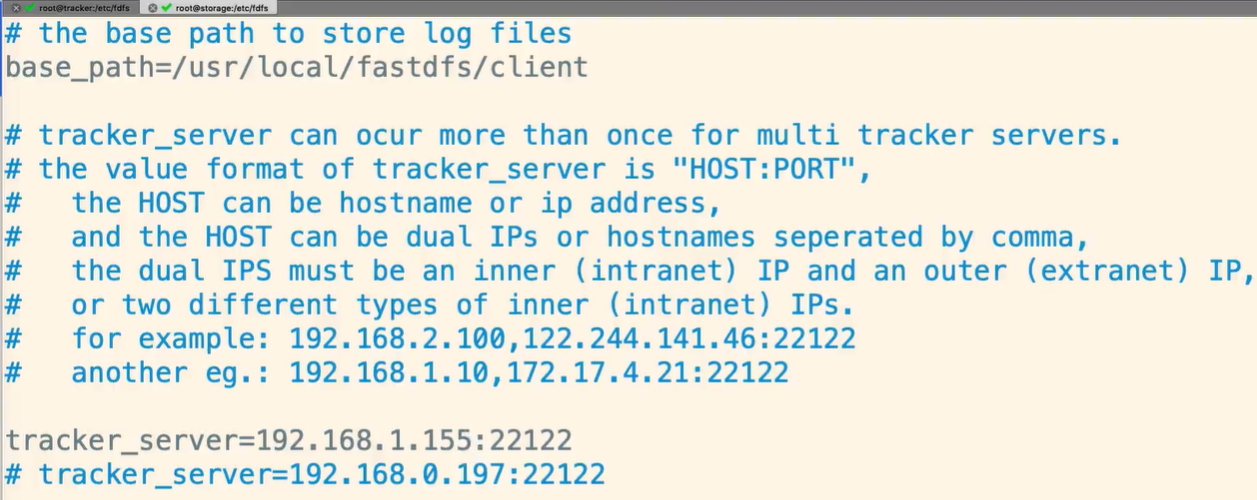 root@tracker:/etc/fdfs root@storage:/etc/fdfs
# the base path to store log files
base_path=/usr/local/fastdfs/client
# tracker_server can ocur more than once for multi tracker servers.
# the value format of tracker_server is "HOST:PORT",
#   the HOST can be hostname or ip address,
#   and the HOST can be dual IPs or hostnames seperated by comma,
#   the dual IPS must be an inner (intranet) IP and an outer (extranet) IP,
#   or two different types of inner (intranet) IPs.
#   for example: 192.168.2.100,122.244.141.46:22122
#   another eg.: 192.168.1.10,172.17.4.21:22122
tracker_server=192.168.1.155:22122
# tracker_server=192.168.0.197:22122